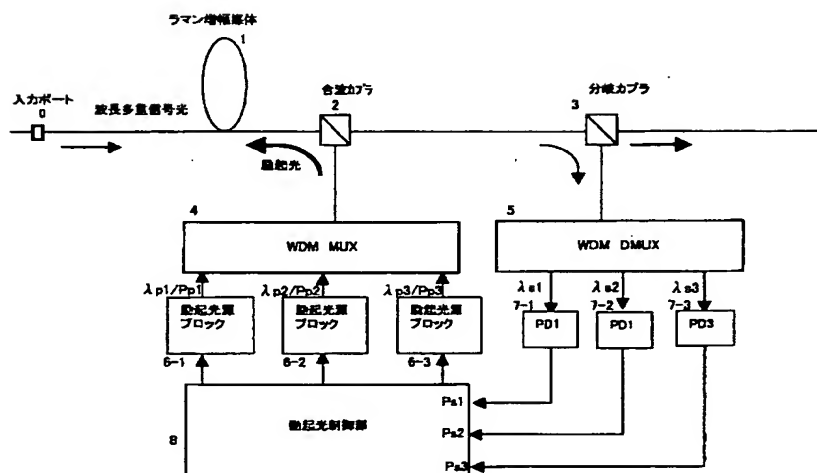 ラマン増幅媒体
1
入力ポート
0
波長多重信号光
合波カプラ
2
分岐カプラ
3
励起光
4
WDM MUX
5
WDM DMUX
λp1/Pp1
λp2/Pp2
λp3/Pp3
λs1
λs2
λs3
7-1
7-2
7-3
励起光源
ブロック
励起光源
ブロック
励起光源
ブロック
PD1
PD1
PD3
6-1
6-2
6-3
8
励起光制御部
Ps1
Ps2
Ps3